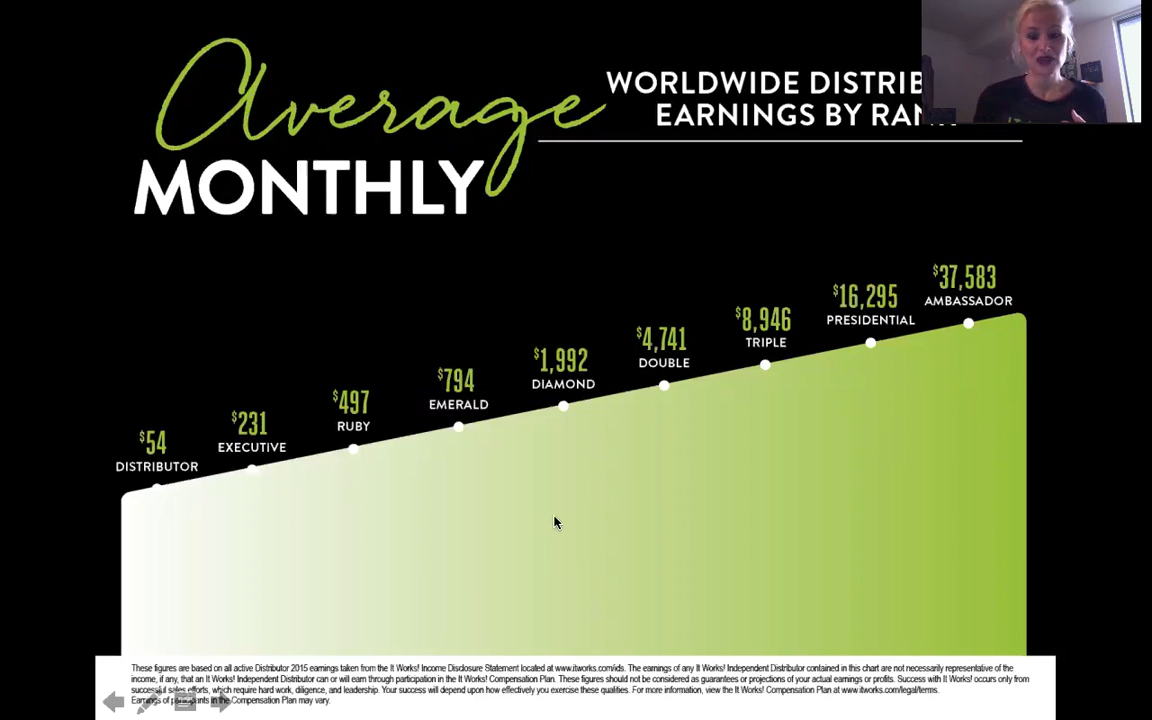 Average
MONTHLY
WORLDWIDE DISTRIB
EARNINGS BY RANK
$37,583
AMBASSADOR
$16,295
PRESIDENTIAL
$8,946
TRIPLE
$4,741
DOUBLE
$1,992
DIAMOND
$794
EMERALD
$497
RUBY
$231
EXECUTIVE
$54
DISTRIBUTOR
These figures are based on all active Distributor 2015 earnings taken from the It Works! Income Disclosure Statement located at www.itworks.com/ids. The earnings of any It Works! Independent Distributor contained in this chart are not necessarily representative of the
income, if any, that an It Works! Independent Distributor can or will earn through participation in the It Works! Compensation Plan. These figures should not be considered as guarantees or projections of your actual earnings or profits. Success with It Works! occurs only from
successful sales efforts, which require hard work, diligence, and leadership. Your success will depend upon how effectively you exercise these qualities. For more information, view the It Works! Compensation Plan at www.itworks.com/legal/terms.
Earnings of participants in the Compensation Plan may vary.